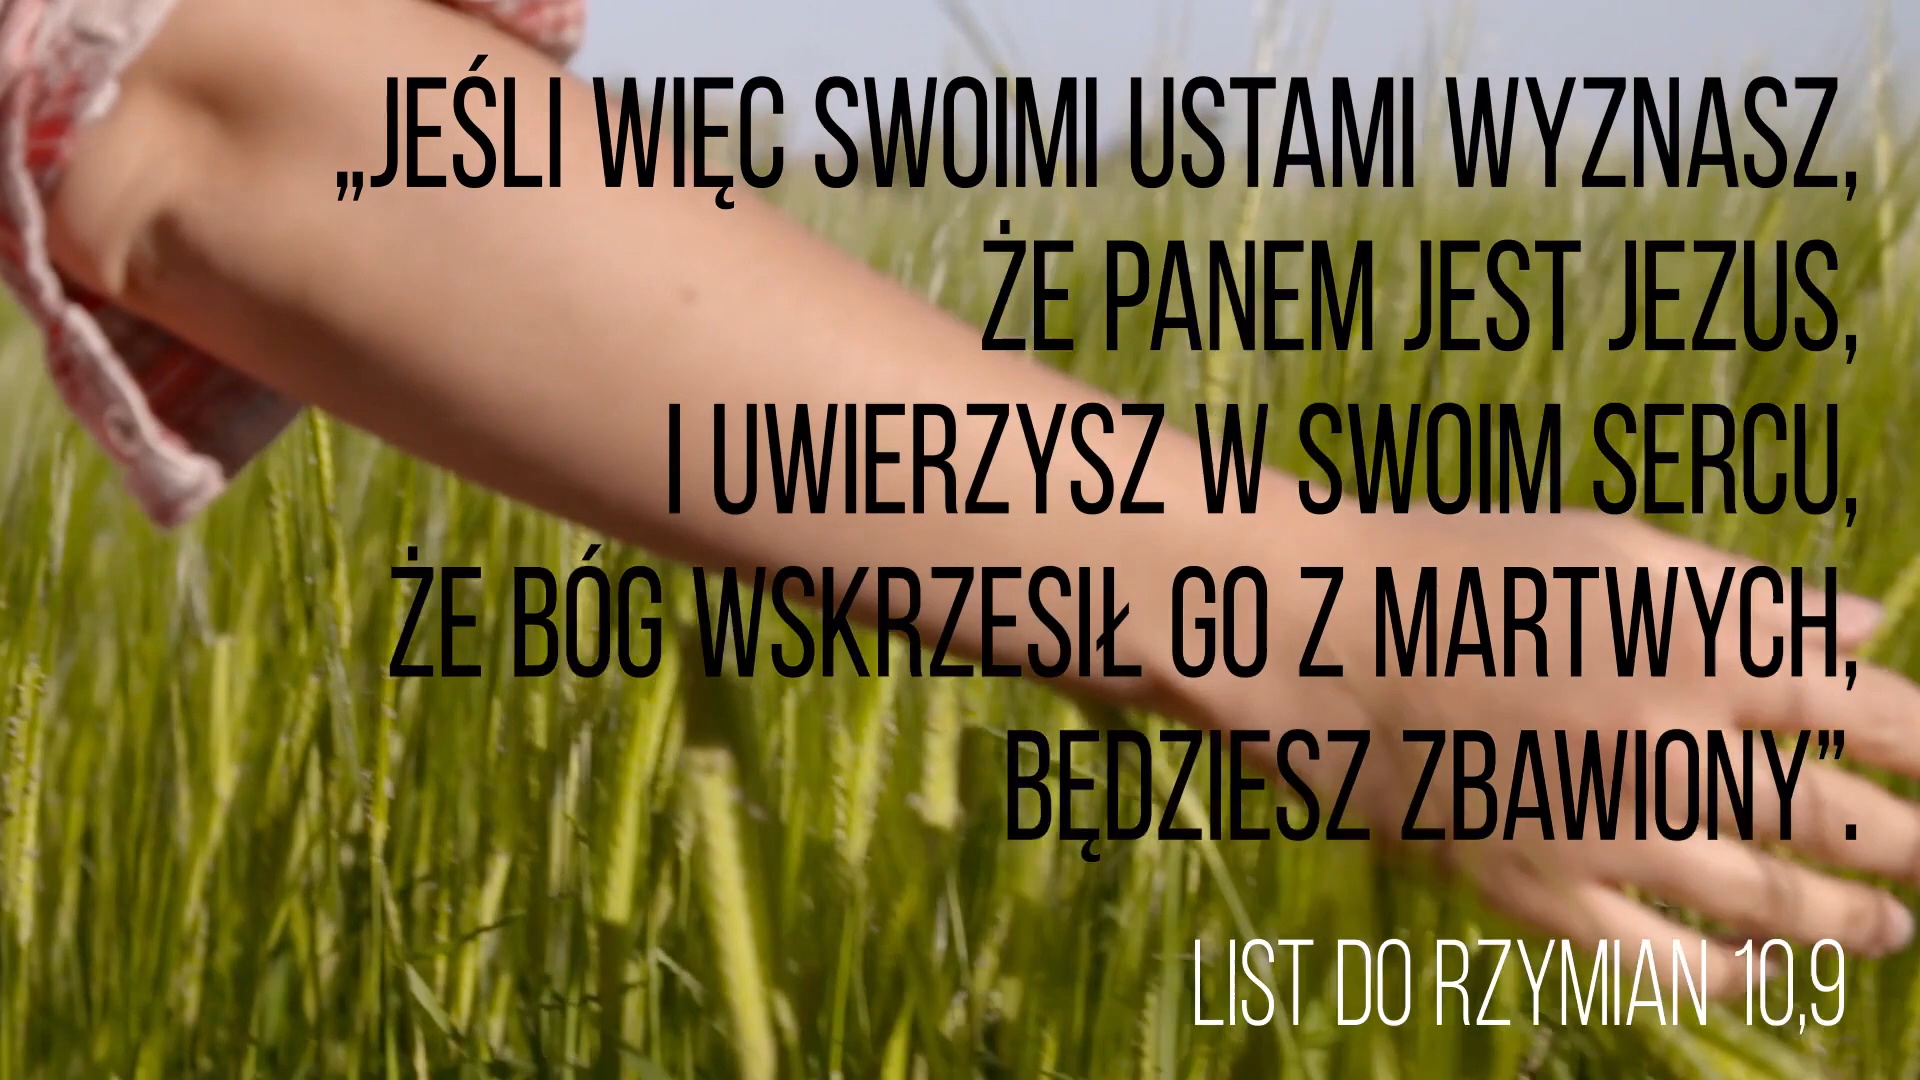 „JEŚLI WIĘC SWOIMI USTAMI WYZNASZ,
ŻE PANEM JEST JEZUS,
I UWIERZYSZ W SWOIM SERCU,
ŻE BÓG WSKRZESIŁ GO Z MARTWYCH,
BĘDZIESZ ZBAWIONY”.
LIST DO RZYMIAN 10,9